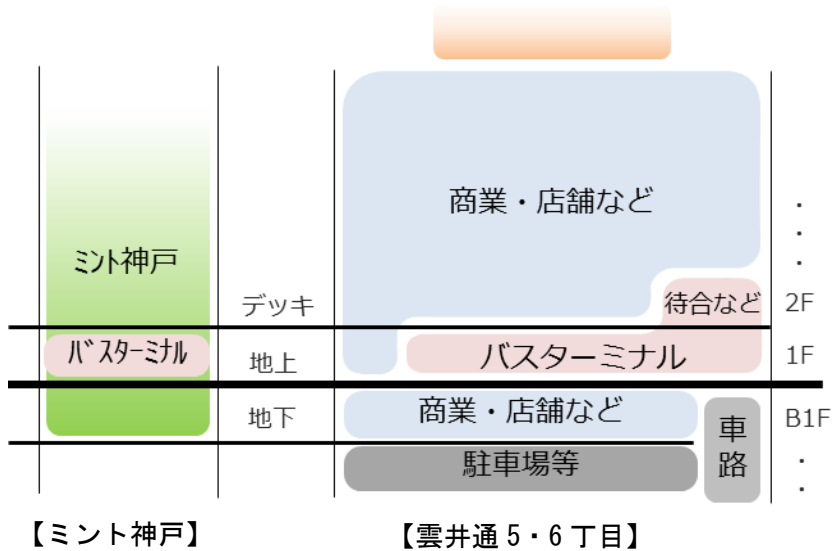 商業・店舗など
・
・
・
ミント神戸
デッキ
待合など
2F
バスターミナル
地上
バスターミナル
1F
地下
商業・店舗など
車路
B1F
駐車場等
・
・
【ミント神戸】
【雲井通5・6丁目】